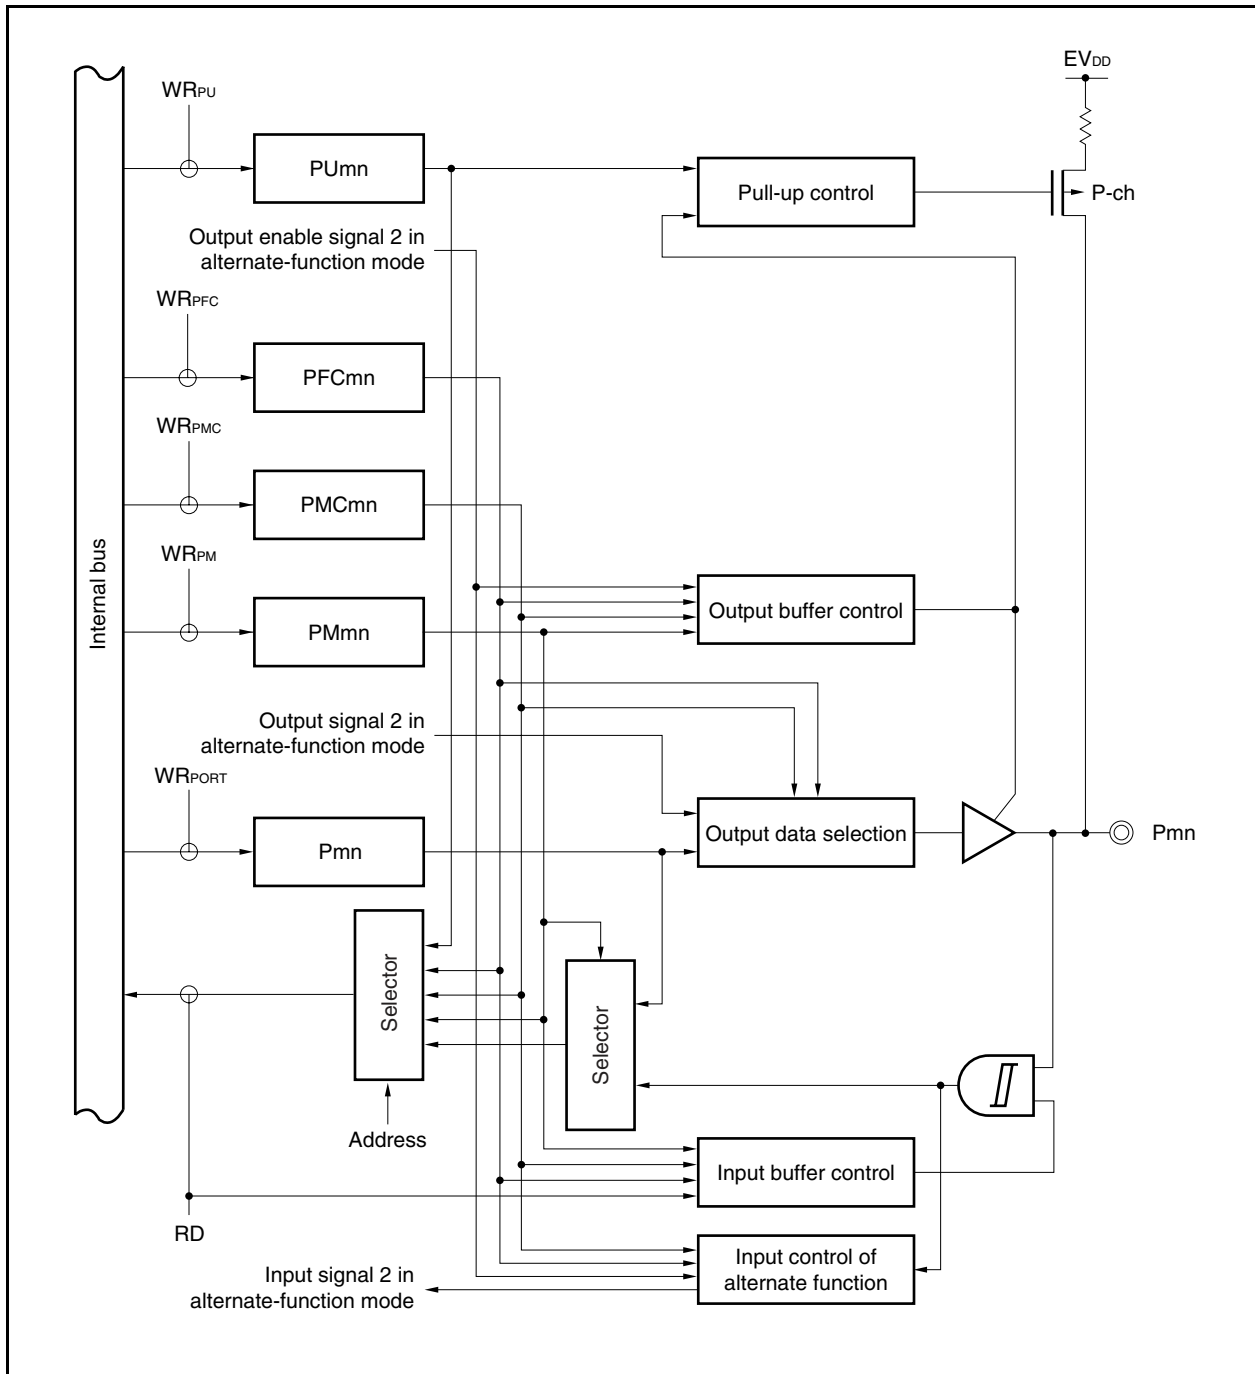 EVDD
WRPU
PUmn
Pull-up control
P-ch
Output enable signal 2 in
alternate-function mode
WRPFC
PFCmn
WRPMC
PMCmn
WRPM
PMmn
Output buffer control
Internal bus
Output signal 2 in
alternate-function mode
WRPORT
Pmn
Output data selection
Pmn
Selector
Selector
Address
Input buffer control
RD
Input control of
alternate function
Input signal 2 in
alternate-function mode